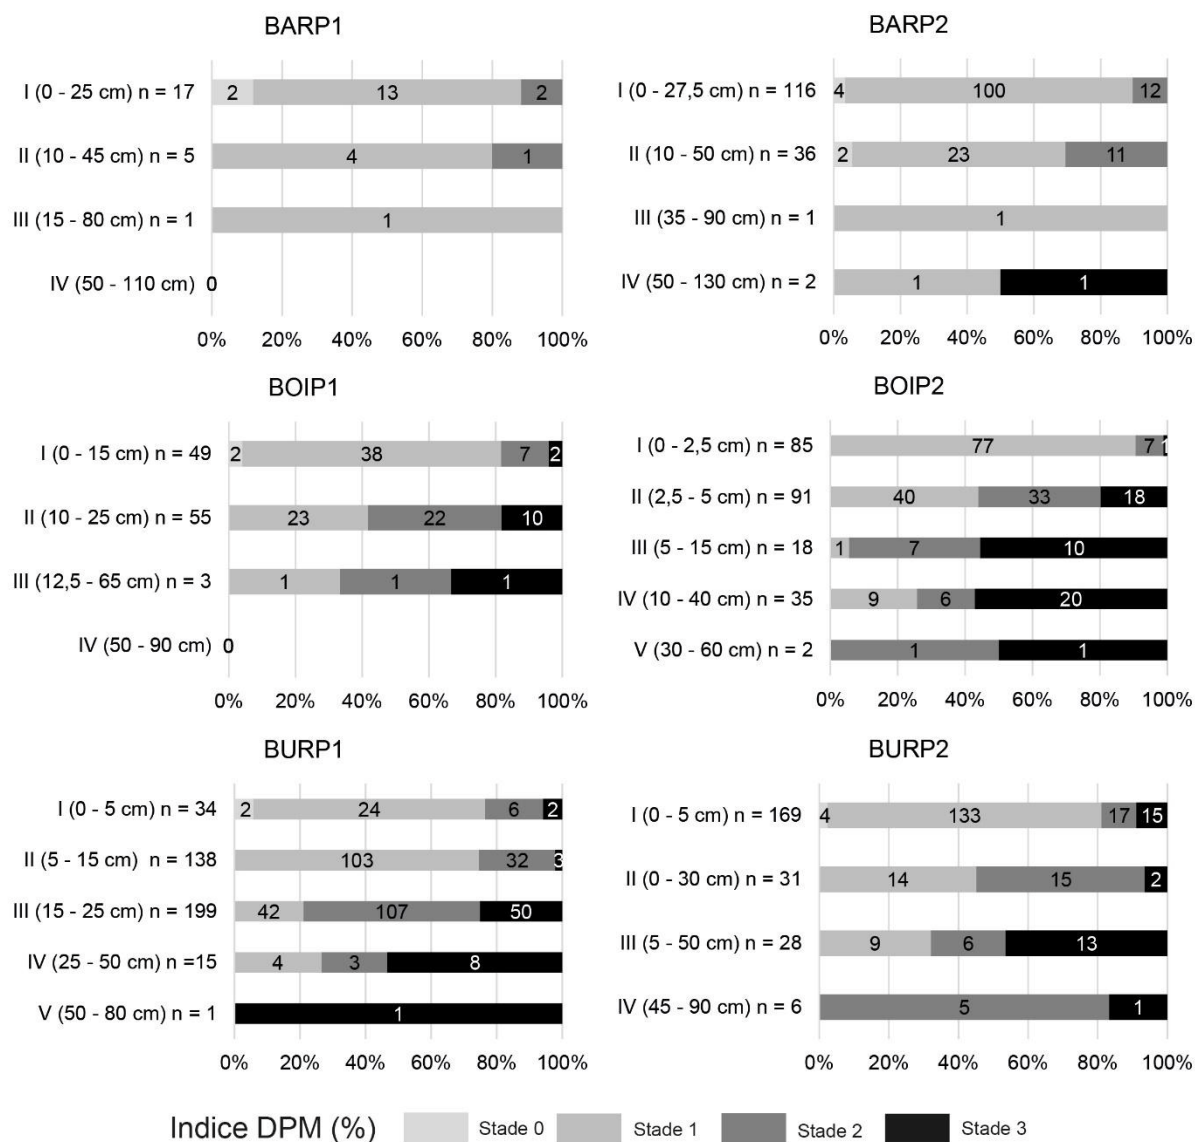 BARP1
I (0 - 25 cm) n = 17 2 13 2
II (10 - 45 cm) n = 5 4 1
III (15 - 80 cm) n = 1 1
IV (50 - 110 cm) 0
0% 20% 40% 60% 80% 100%
BARP2
I (0 - 27,5 cm) n = 116 4 100 12
II (10 - 50 cm) n = 36 2 23 11
III (35 - 90 cm) n = 1 1
IV (50 - 130 cm) n = 2 1 1
0% 20% 40% 60% 80% 100%
BOIP1
I (0 - 15 cm) n = 49 2 38 7 2
II (10 - 25 cm) n = 55 23 22 10
III (12,5 - 65 cm) n = 3 1 1 1
IV (50 - 90 cm) 0
0% 20% 40% 60% 80% 100%
BOIP2
I (0 - 2,5 cm) n = 85 77 7 1
II (2,5 - 5 cm) n = 91 40 33 18
III (5 - 15 cm) n = 18 1 7 10
IV (10 - 40 cm) n = 35 9 6 20
V (30 - 60 cm) n = 2 1 1
0% 20% 40% 60% 80% 100%
BURP1
I (0 - 5 cm) n = 34 2 24 6 2
II (5 - 15 cm) n = 138 103 32 3
III (15 - 25 cm) n = 199 42 107 50
IV (25 - 50 cm) n =15 4 3 8
V (50 - 80 cm) n = 1 1
0% 20% 40% 60% 80% 100%
BURP2
I (0 - 5 cm) n = 169 4 133 17 15
II (0 - 30 cm) n = 31 14 15 2
III (5 - 50 cm) n = 28 9 6 13
IV (45 - 90 cm) n = 6 5 1
0% 20% 40% 60% 80% 100%
Indice DPM (%) Stade 0 Stade 1 Stade 2 Stade 3